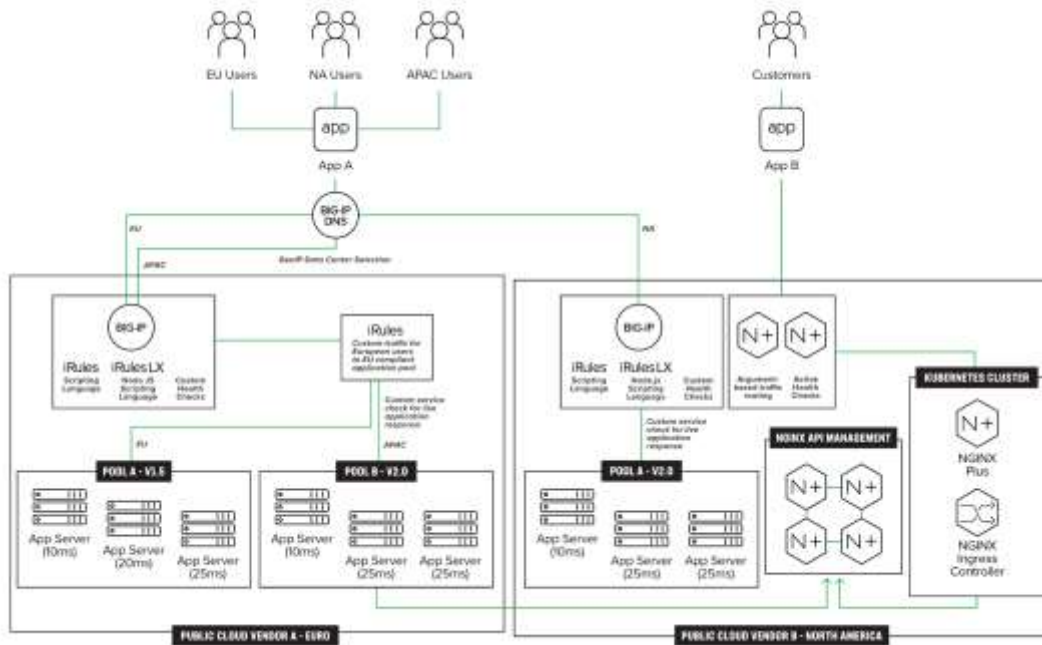 EU Users
NA Users
APAC Users
Customers
app
app
App A
App B
BIG-IP
DNS
EU
NA
APAC
GeoIP Data Center Selection
BIG-IP
iRules
Scripting
Language
iRules LX
Node.JS
Scripting
Language
Custom
Health
Checks
iRules
Custom traffic for
European users
to EU compliant
application pool
Custom service
check for live
application
response
EU
APAC
BIG-IP
iRules
Scripting
Language
iRules LX
Node.js
Scripting
Language
Custom
Health
Checks
Custom service
check for live
application
response
N+
N+
Argument-
based traffic
routing
Active
Health
Checks
KUBERNETES CLUSTER
N+
NGINX
Plus
NGINX
Ingress
Controller
NGINX API MANAGEMENT
N+
N+
N+
N+
POOL A - V1.5
App Server
(10ms)
App Server
(20ms)
App Server
(25ms)
POOL B - V2.0
App Server
(10ms)
App Server
(25ms)
App Server
(25ms)
POOL A - V2.0
App Server
(10ms)
App Server
(25ms)
App Server
(25ms)
PUBLIC CLOUD VENDOR A - EURO
PUBLIC CLOUD VENDOR B - NORTH AMERICA